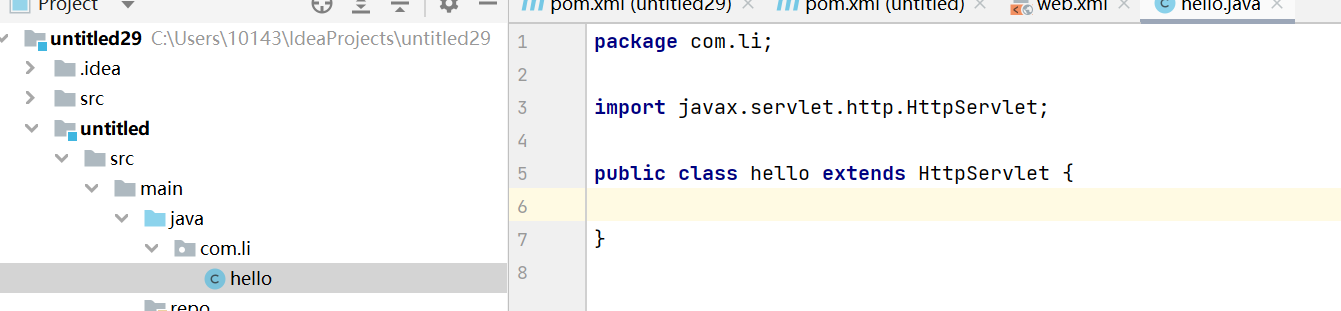 Project
untitled29 C:\Users\10143\IdeaProjects\untitled29
.idea
src
untitled
src
main
java
com.li
hello
repo
pom.xml (untitled29)
pom.xml (untitled)
web.xml
hello.java
1 package com.li;
2
3 import javax.servlet.http.HttpServlet;
4
5 public class hello extends HttpServlet {
6
7 }
8